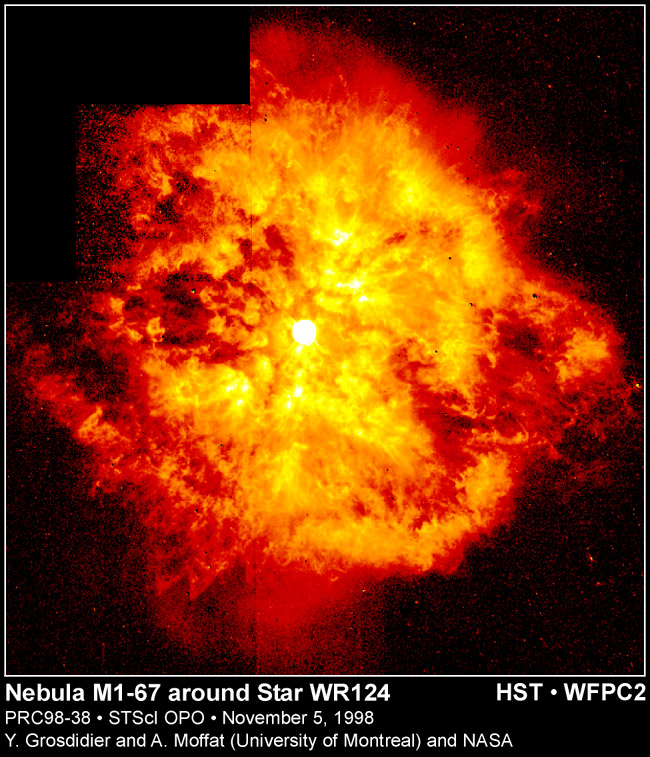 Nebula M1-67 around Star WR124 HST • WFPC2
PRC98-38 • STScI OPO • November 5, 1998
Y. Grosdidier and A. Moffat (University of Montreal) and NASA